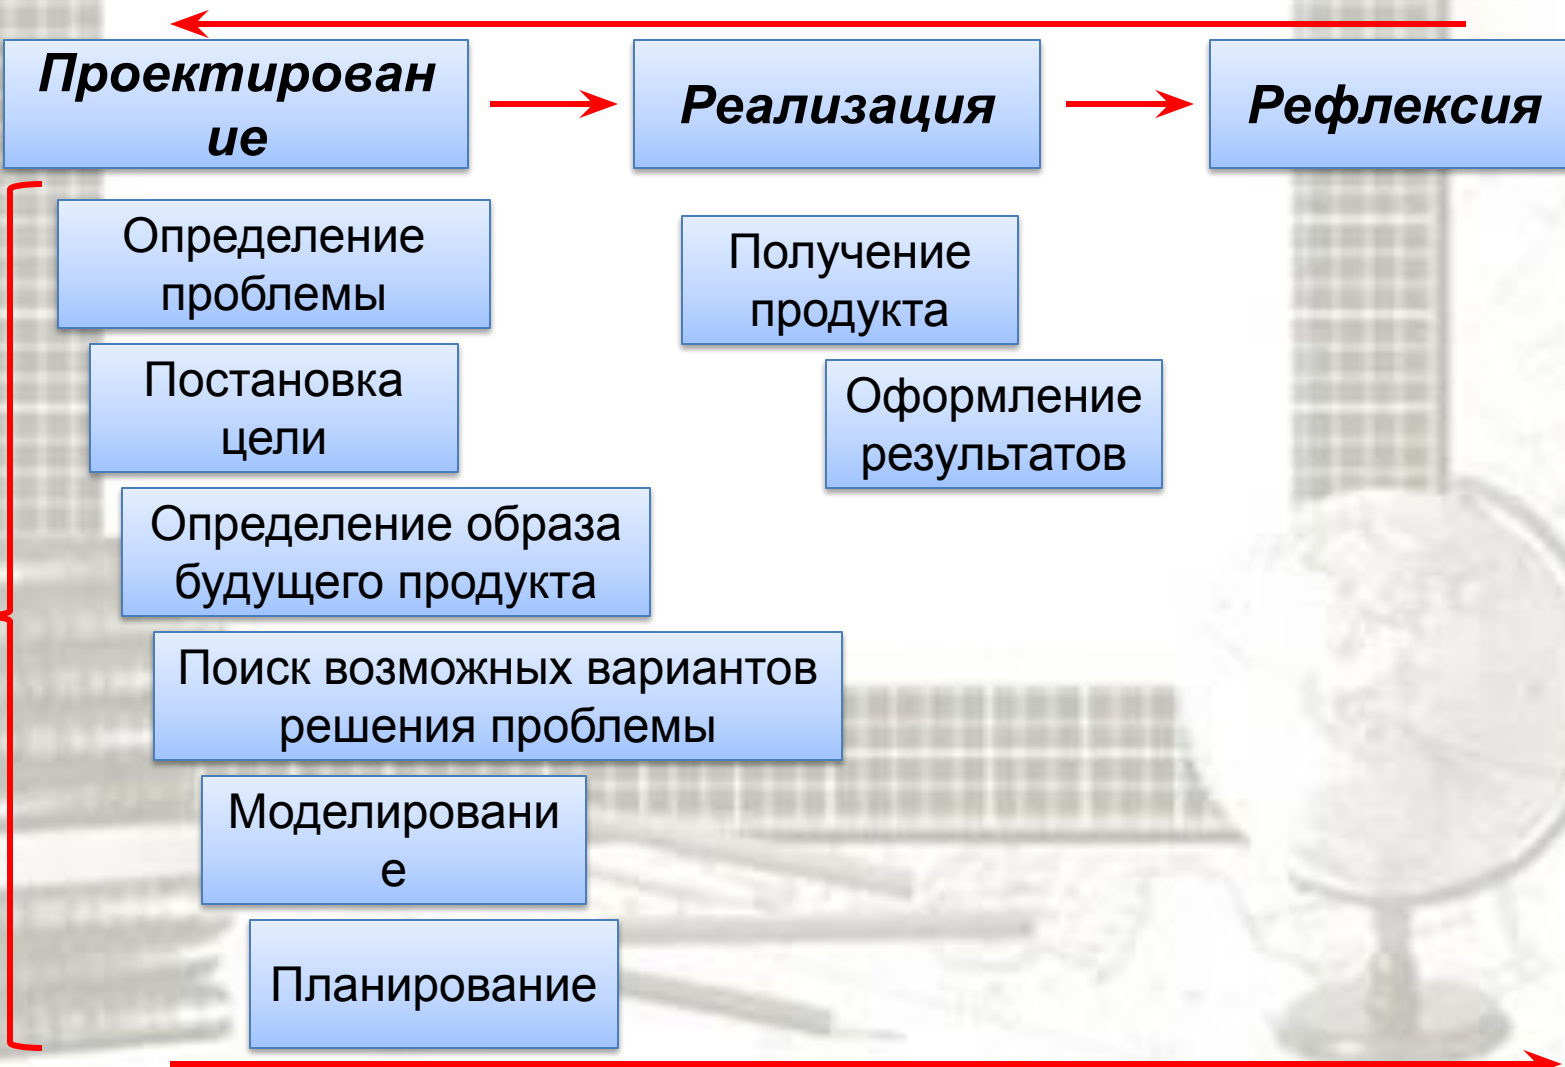 Проектирован
ие
Реализация
Рефлексия
Определение
проблемы
Постановка
цели
Определение образа
будущего продукта
Поиск возможных вариантов
решения проблемы
Моделировани
е
Планирование
Получение
продукта
Оформление
результатов